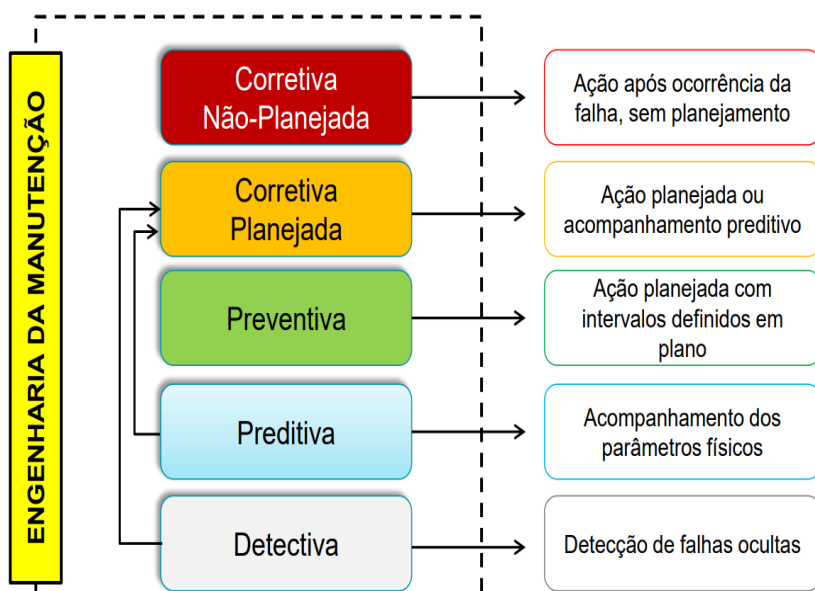 ENGENHARIA DA MANUTENÇÃO
Corretiva
Não-Planejada
Ação após ocorrência da
falha, sem planejamento
Corretiva
Planejada
Ação planejada ou
acompanhamento preditivo
Preventiva
Ação planejada com
intervalos definidos em
plano
Preditiva
Acompanhamento dos
parâmetros físicos
Detectiva
Detecção de falhas ocultas